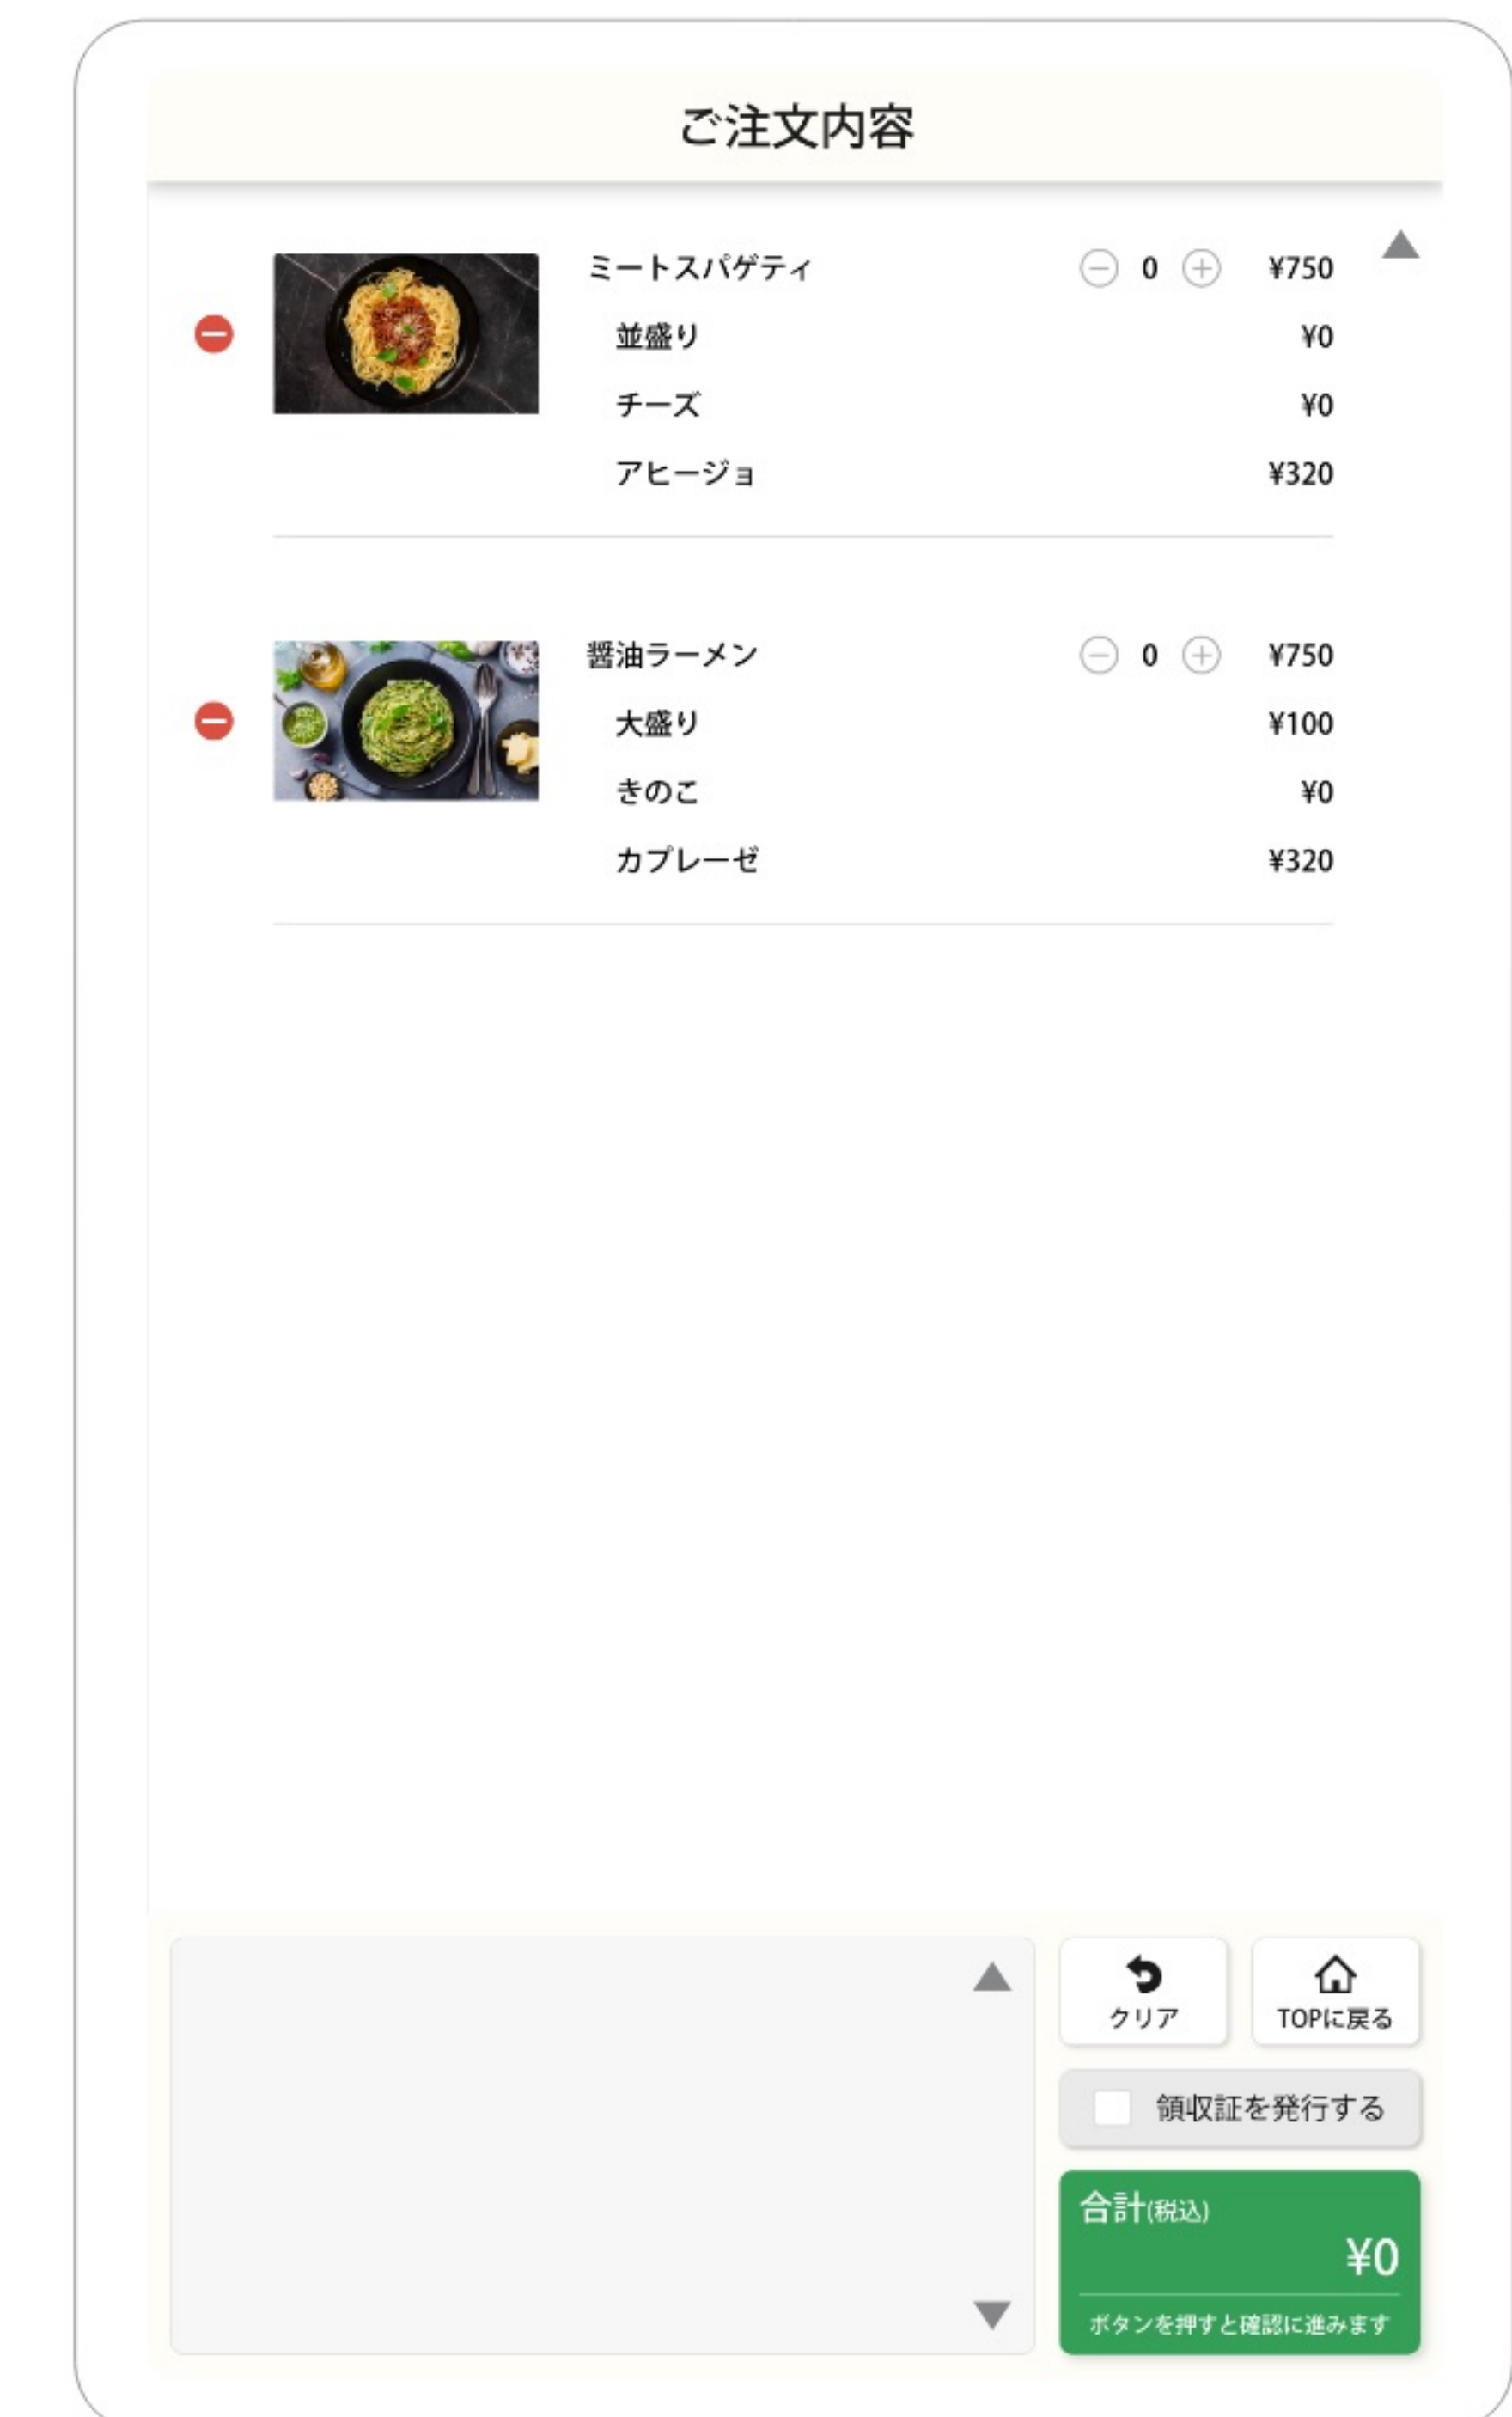 ご注文内容
ミートスパゲティ 0 ¥750
並盛り ¥0
チーズ ¥0
アヒージョ ¥320
醤油ラーメン 0 ¥750
大盛り ¥100
きのこ ¥0
カプレーゼ ¥320
クリア TOPに戻る
領収証を発行する
合計(税込)
¥0
ボタンを押すと確認に進みます